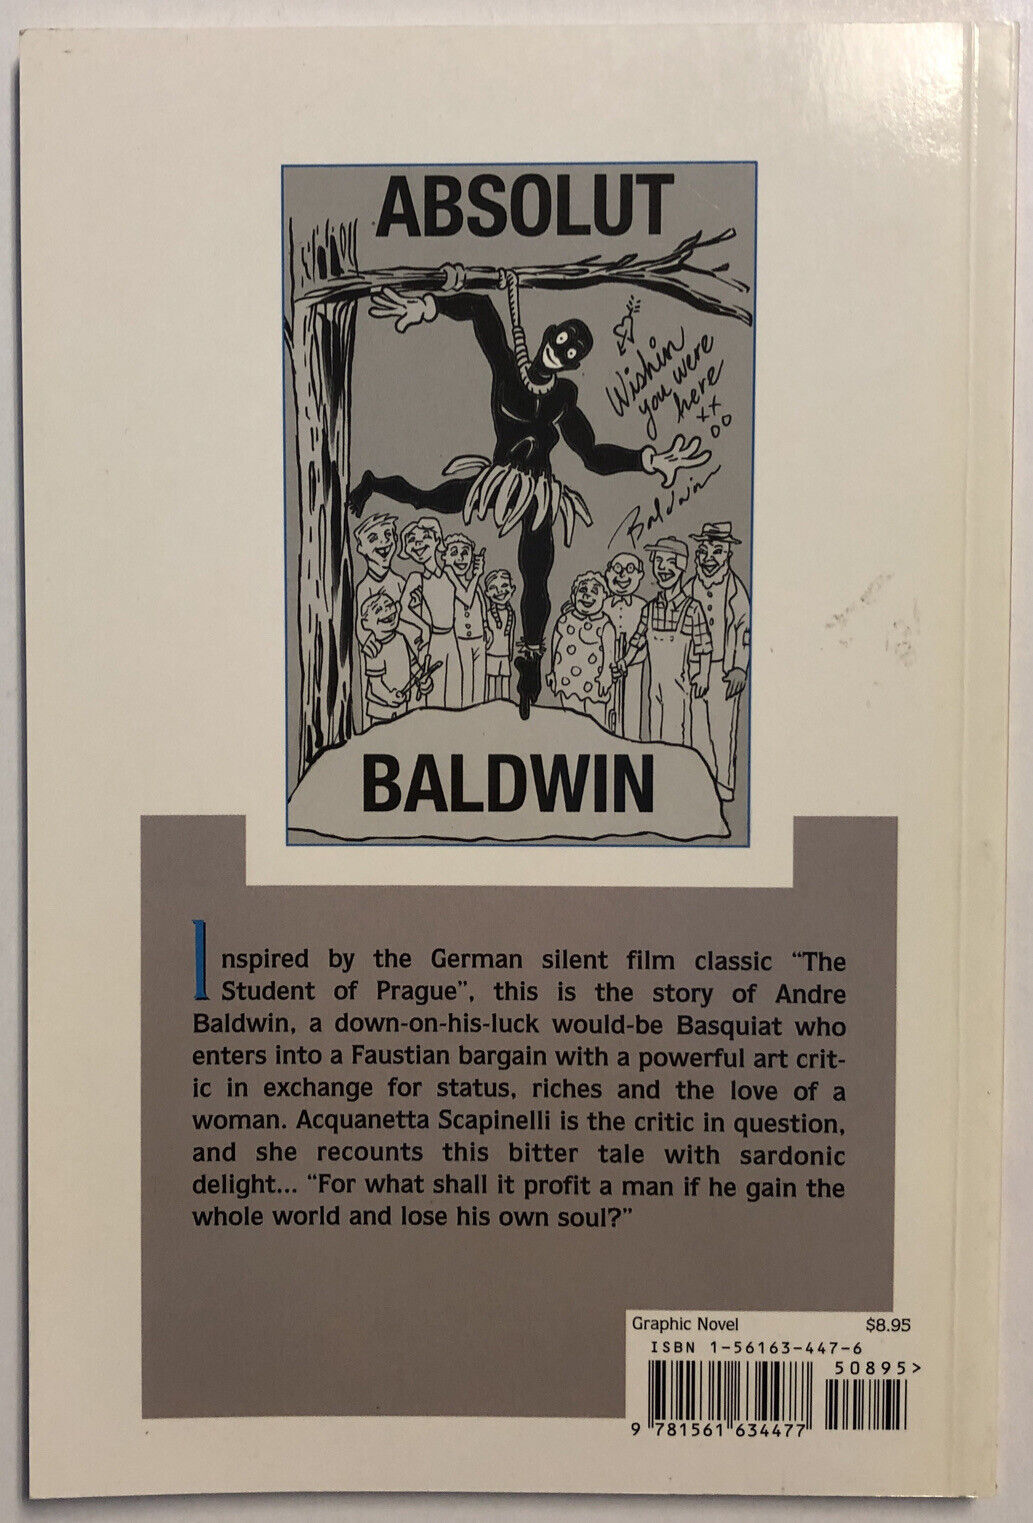 ABSOLUT
Wishin
you were
here
xx
oo
Baldwin
BALDWIN
Inspired by the German silent film classic “The
Student of Prague”, this is the story of Andre
Baldwin, a down-on-his-luck would-be Basquiat who
enters into a Faustian bargain with a powerful art crit-
ic in exchange for status, riches and the love of a
woman. Acquanetta Scapinelli is the critic in question,
and she recounts this bitter tale with sardonic
delight... “For what shall it profit a man if he gain the
whole world and lose his own soul?”
Graphic Novel $8.95
ISBN 1-56163-447-6
50895>
9 781561 634477